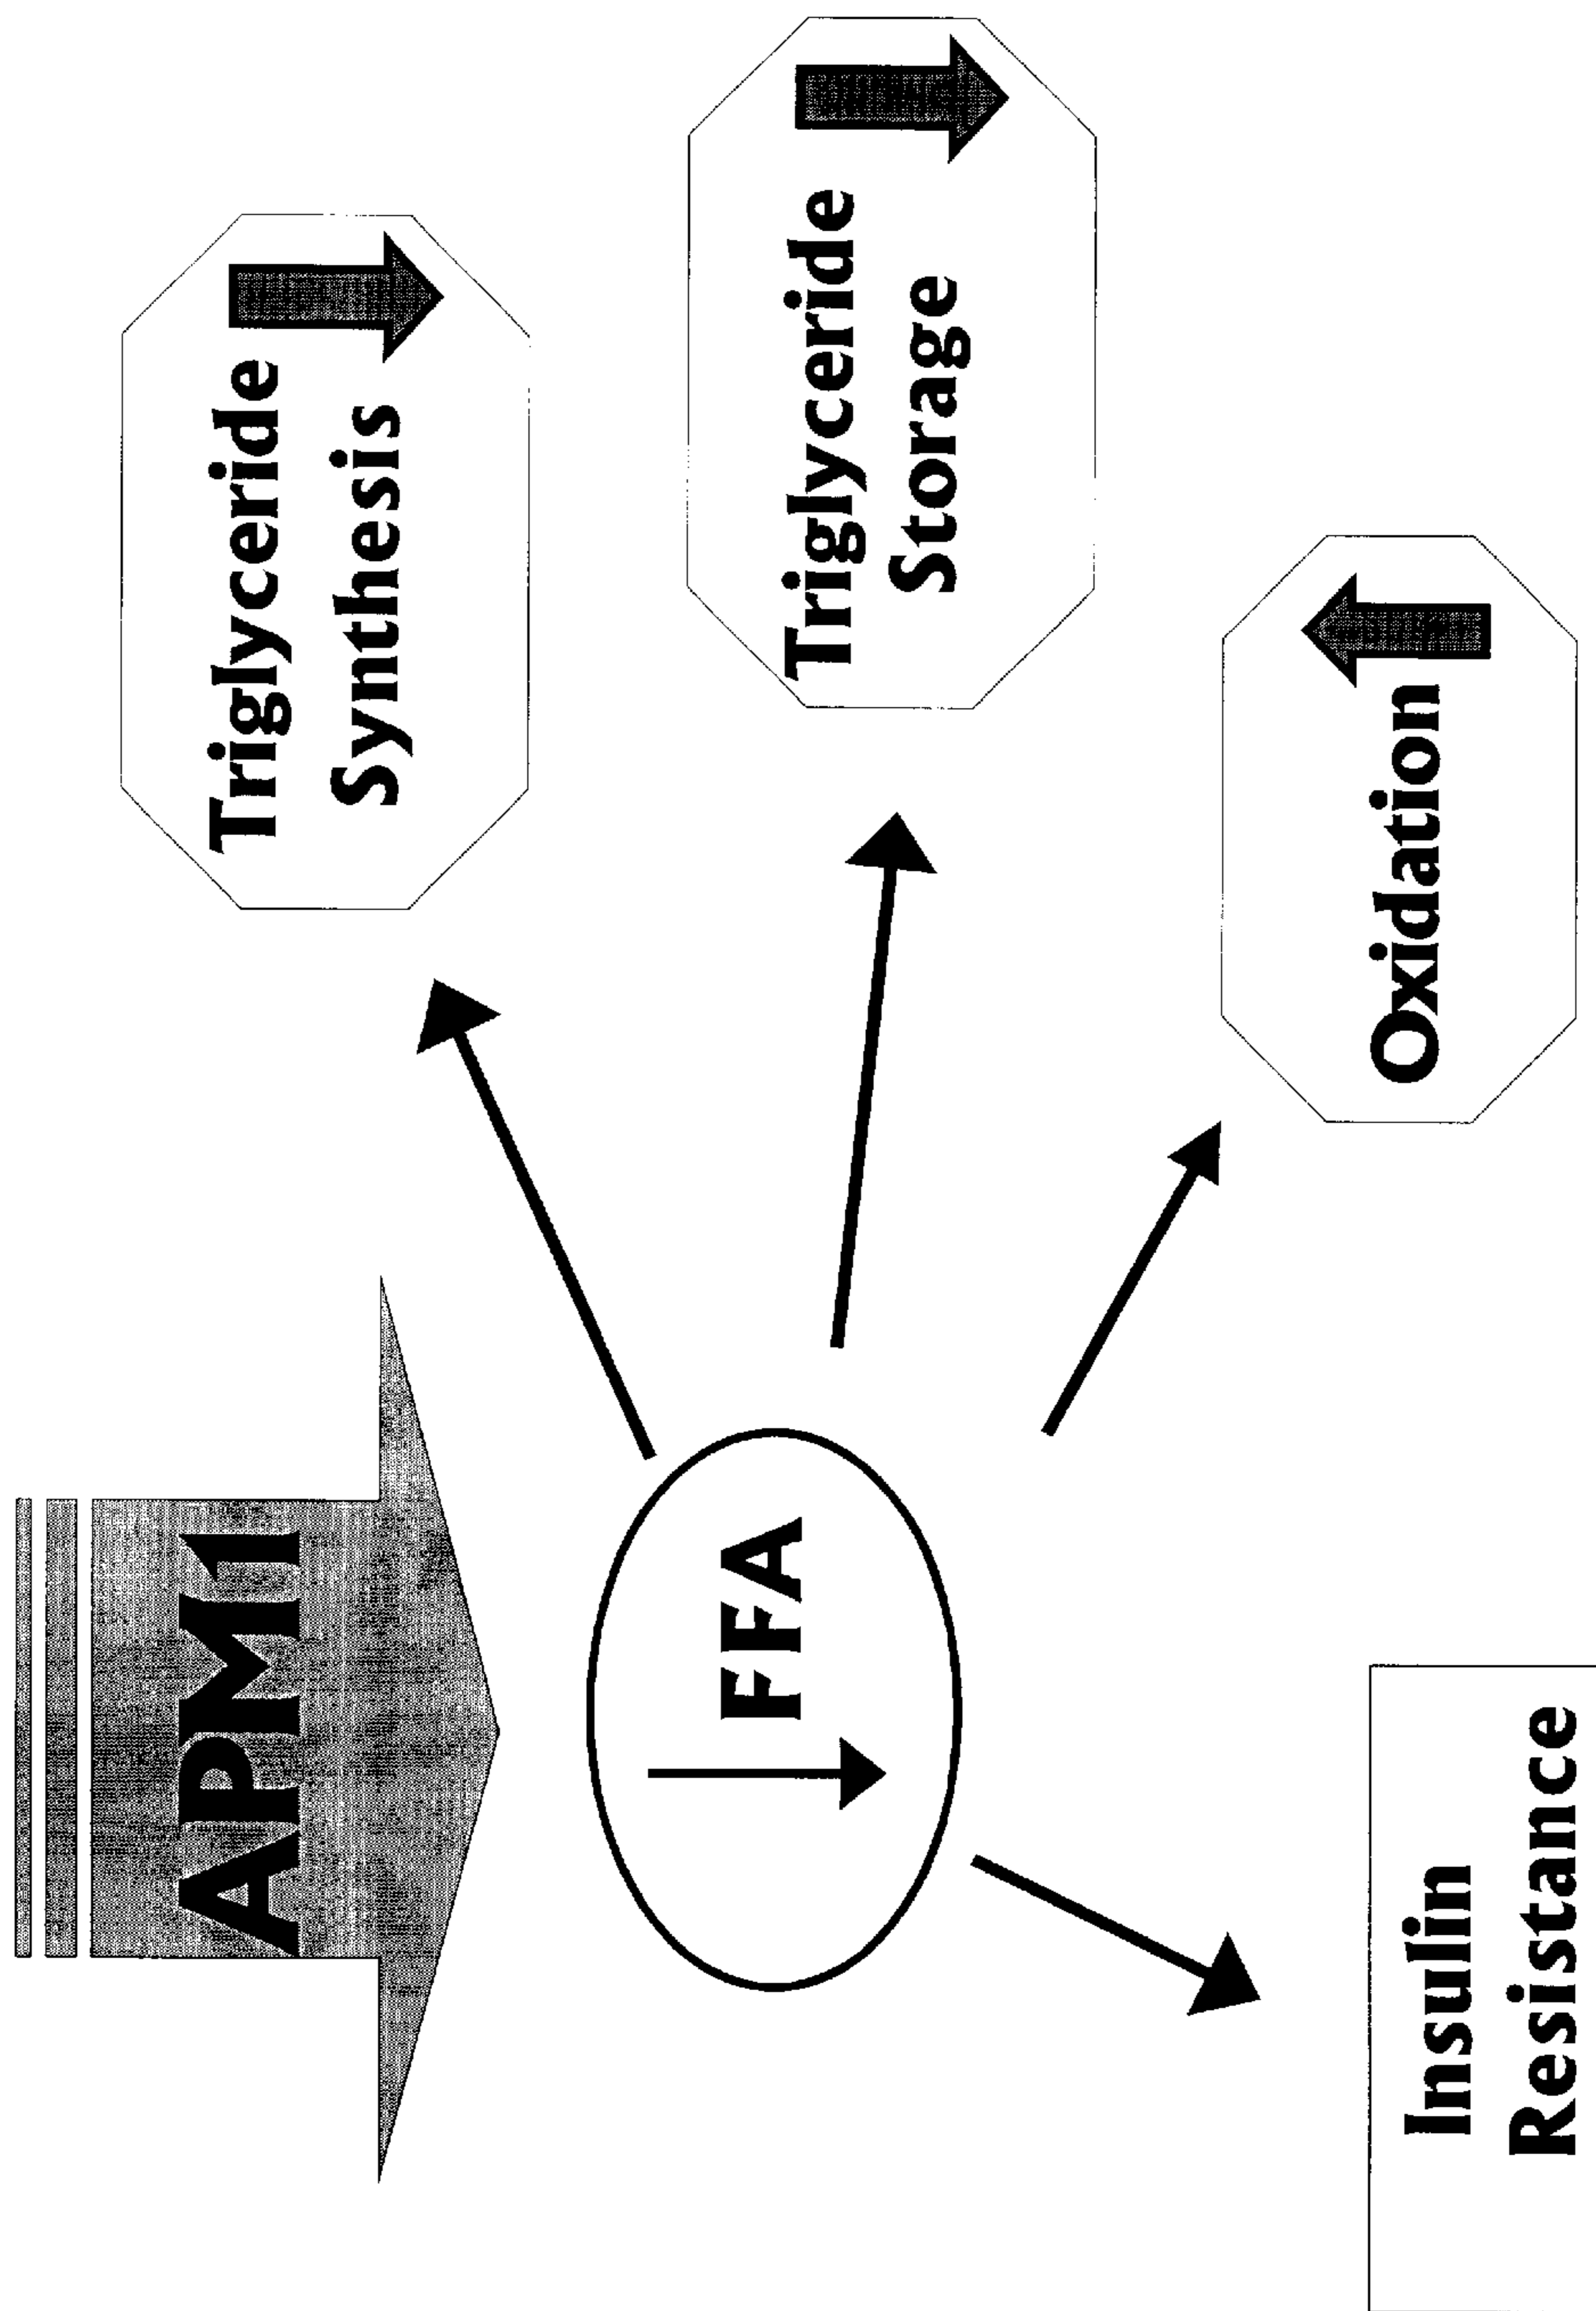 APM1
FFA
Triglyceride
Synthesis
Triglyceride
Storage
Oxidation
Insulin
Resistance